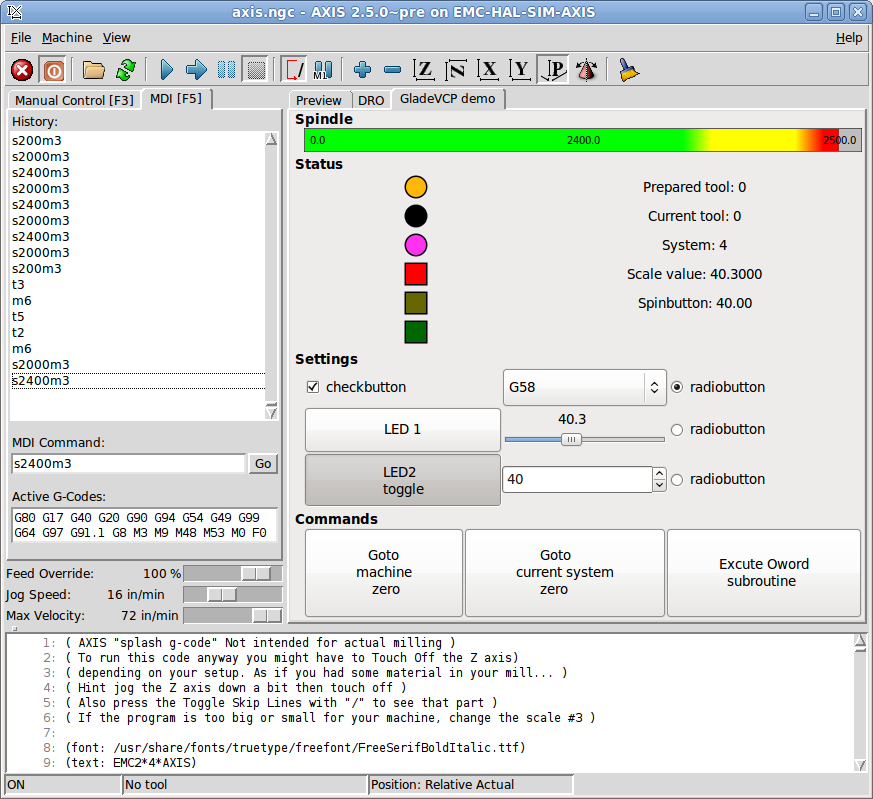 axis.ngc - AXIS 2.5.0~pre on EMC-HAL-SIM-AXIS
File Machine View Help
Manual Control [F3] MDI [F5]
History:
s200m3
s2000m3
s2400m3
s2000m3
s2400m3
s2000m3
s2400m3
s2000m3
s200m3
t3
m6
t5
t2
m6
s2000m3
s2400m3
MDI Command:
s2400m3 Go
Active G-Codes:
G80 G17 G40 G20 G90 G94 G54 G49 G99
G64 G97 G91.1 G8 M3 M9 M48 M53 M0 F0
Feed Override: 100 %
Jog Speed: 16 in/min
Max Velocity: 72 in/min
Preview DRO GladeVCP demo
Spindle
0.0 2400.0 2500.0
Status
Prepared tool: 0
Current tool: 0
System: 4
Scale value: 40.3000
Spinbutton: 40.00
Settings
checkbutton G58 radiobutton
LED 1 40.3 radiobutton
LED2
toggle
40 radiobutton
Commands
Goto
machine
zero
Goto
current system
zero
Excute Oword
subroutine
1: ( AXIS "splash g-code" Not intended for actual milling )
2: ( To run this code anyway you might have to Touch Off the Z axis)
3: ( depending on your setup. As if you had some material in your mill... )
4: ( Hint jog the Z axis down a bit then touch off )
5: ( Also press the Toggle Skip Lines with "/" to see that part )
6: ( If the program is too big or small for your machine, change the scale #3 )
7:
8: (font: /usr/share/fonts/truetype/freefont/FreeSerifBoldItalic.ttf)
9: (text: EMC2*4*AXIS)
ON No tool Position: Relative Actual